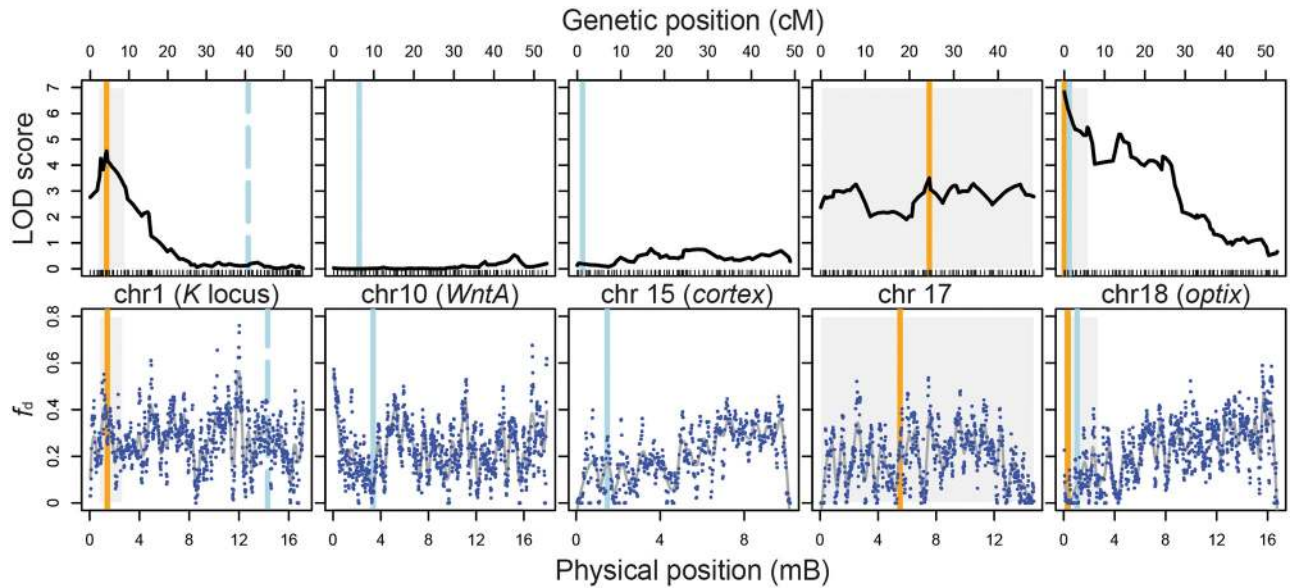 Genetic position (cM)
0 10 20 30 40 50 0 10 20 30 40 50 0 10 20 30 40 50 0 10 20 30 40 0 10 20 30 40 50
LOD score
7
6
5
4
3
2
1
0
chr1 (K locus) chr10 (WntA) chr 15 (cortex) chr 17 chr18 (optix)
fd
0.8
0.6
0.4
0.2
0
0 4 8 12 16 0 4 8 12 16 0 4 8 0 4 8 12 0 4 8 12 16
Physical position (mB)